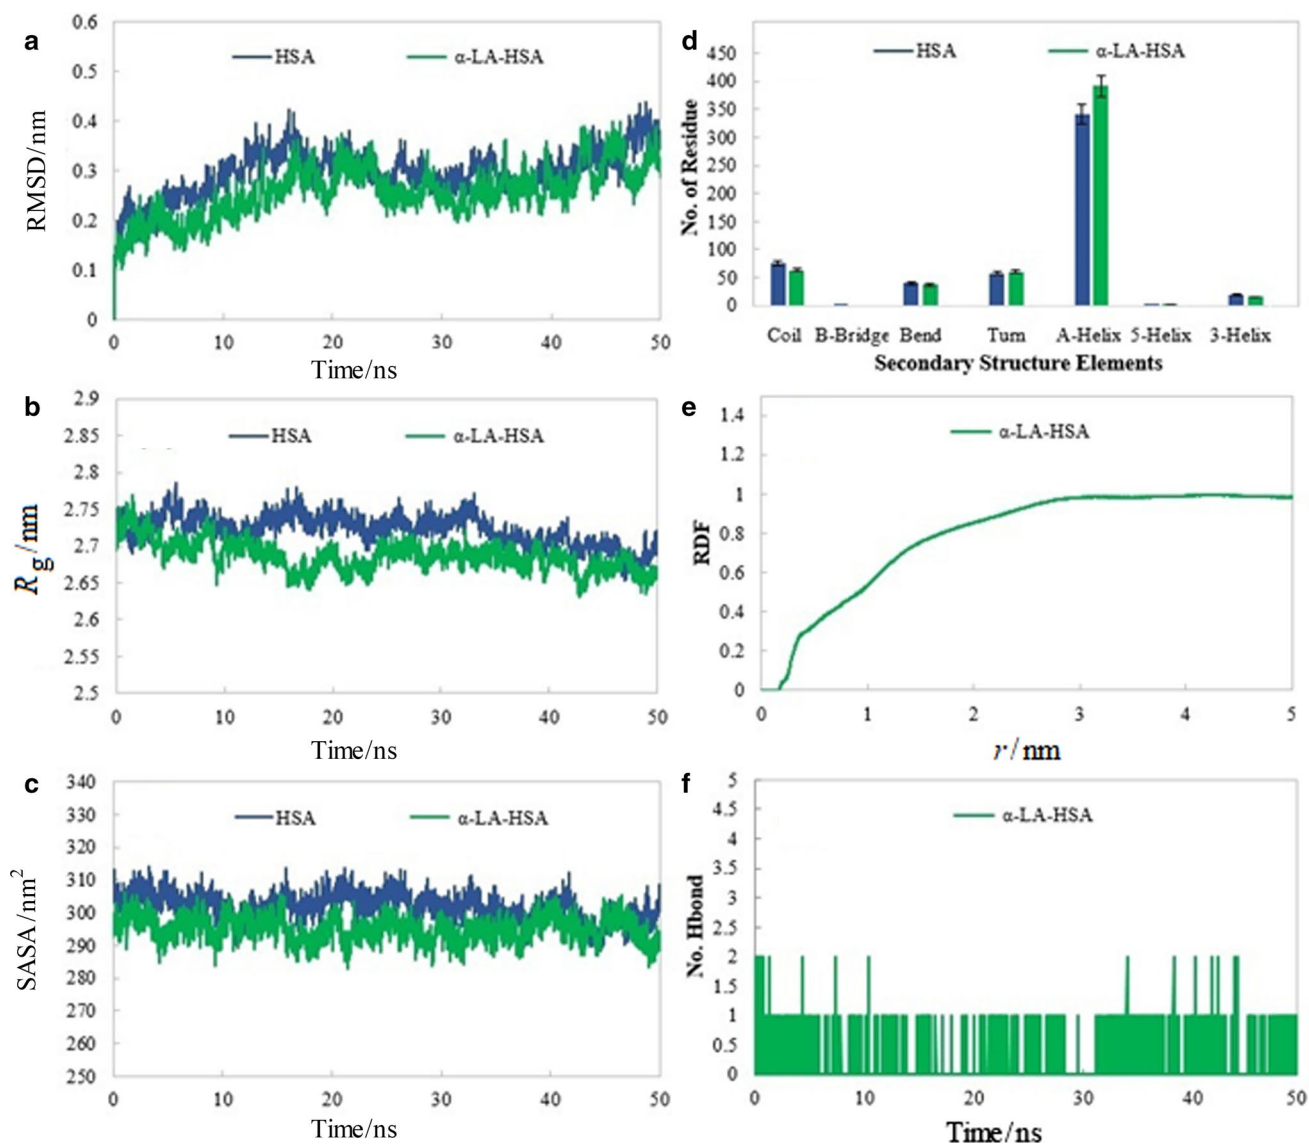 a
HSA
α-LA-HSA
RMSD/nm
0.6
0.5
0.4
0.3
0.2
0.1
0
0 10 20 30 40 50
Time/ns
d
HSA
α-LA-HSA
No. of Residue
450
400
350
300
250
200
150
100
50
0
Coil B-Bridge Bend Turn A-Helix 5-Helix 3-Helix
Secondary Structure Elements
b
HSA
α-LA-HSA
Rg/nm
2.9
2.85
2.8
2.75
2.7
2.65
2.6
2.55
2.5
0 10 20 30 40 50
Time/ns
e
α-LA-HSA
RDF
1.4
1.2
1
0.8
0.6
0.4
0.2
0
0 1 2 3 4 5
r/nm
c
HSA
α-LA-HSA
SASA/nm²
340
330
320
310
300
290
280
270
260
250
0 10 20 30 40 50
Time/ns
f
α-LA-HSA
No. Hbond
5
4.5
4
3.5
3
2.5
2
1.5
1
0.5
0
0 10 20 30 40 50
Time/ns